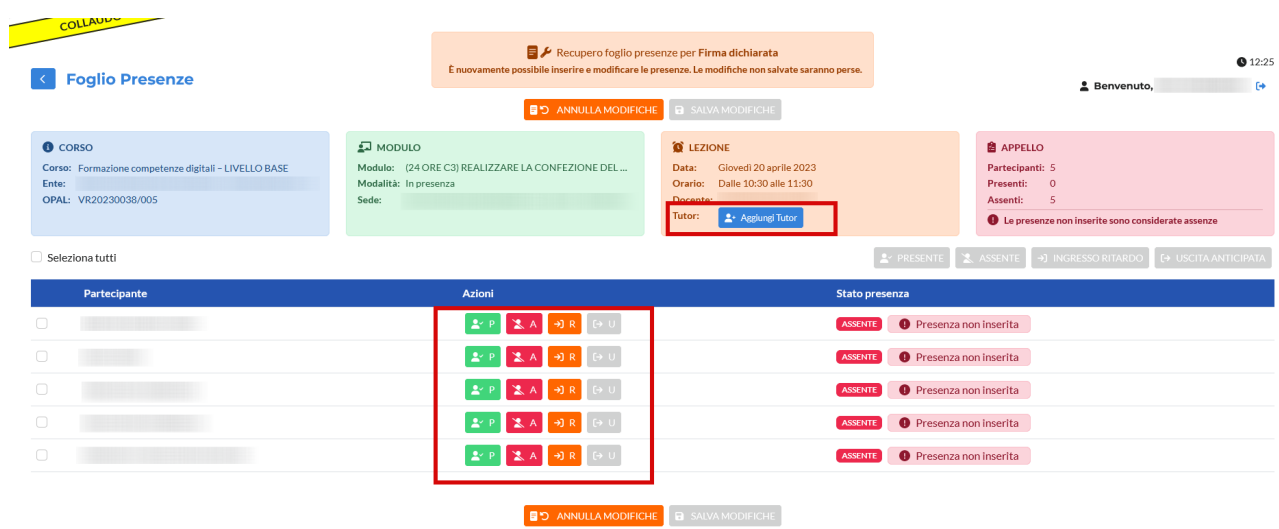 COLLAUDO
Recupero foglio presenze per Firma dichiarata
È nuovamente possibile inserire e modificare le presenze. Le modifiche non salvate saranno perse.
12:25
Foglio Presenze
Benvenuto,
ANNULLA MODIFICHE SALVA MODIFICHE
CORSO
Corso: Formazione competenze digitali – LIVELLO BASE
Ente:
OPAL: VR20230038/005
MODULO
Modulo: (24 ORE C3) REALIZZARE LA CONFEZIONE DEL ...
Modalità: In presenza
Sede:
LEZIONE
Data: Giovedì 20 aprile 2023
Orario: Dalle 10:30 alle 11:30
Docente:
Tutor: Aggiungi Tutor
APPELLO
Partecipanti: 5
Presenti: 0
Assenti: 5
Le presenze non inserite sono considerate assenze
Seleziona tutti
PRESENTE ASSENTE INGRESSO RITARDO USCITA ANTICIPATA
Partecipante Azioni Stato presenza
P A R U ASSENTE Presenza non inserita
P A R U ASSENTE Presenza non inserita
P A R U ASSENTE Presenza non inserita
P A R U ASSENTE Presenza non inserita
P A R U ASSENTE Presenza non inserita
ANNULLA MODIFICHE SALVA MODIFICHE